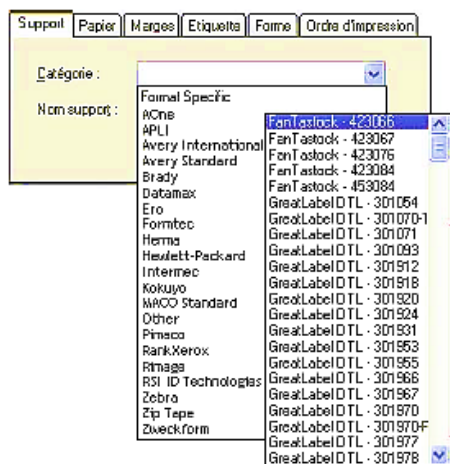 Support Papier Marges Etiquette Forme Ordre d'impression
Catégorie :
Nom support :
Format Specific
AOne
APLI
Avery International
Avery Standard
Brady
Datamax
Ero
Formtec
Herma
Hewlett-Packard
Intermec
Kokuyo
MACO Standard
Other
Pimaco
RankXerox
Rimage
RSI ID Technologies
Zebra
Zip Tape
Zweckform
FanTastock - 423066
FanTastock - 423067
FanTastock - 423076
FanTastock - 423084
FanTastock - 453084
GreatLabel DTL - 301054
GreatLabel DTL - 301070-1
GreatLabel DTL - 301071
GreatLabel DTL - 301093
GreatLabel DTL - 301912
GreatLabel DTL - 301918
GreatLabel DTL - 301920
GreatLabel DTL - 301924
GreatLabel DTL - 301931
GreatLabel DTL - 301953
GreatLabel DTL - 301955
GreatLabel DTL - 301966
GreatLabel DTL - 301967
GreatLabel DTL - 301970
GreatLabel DTL - 301970-F
GreatLabel DTL - 301977
GreatLabel DTL - 301978